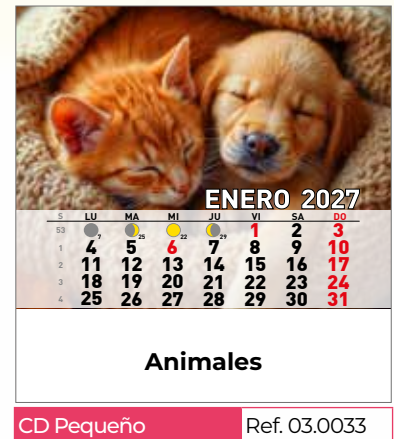 ENERO 2027
S LU MA MI JU VI SA DO
53 7 25 22 29 1 2 3
1 4 5 6 7 8 9 10
2 11 12 13 14 15 16 17
3 18 19 20 21 22 23 24
4 25 26 27 28 29 30 31
Animales
CD Pequeño Ref. 03.0033